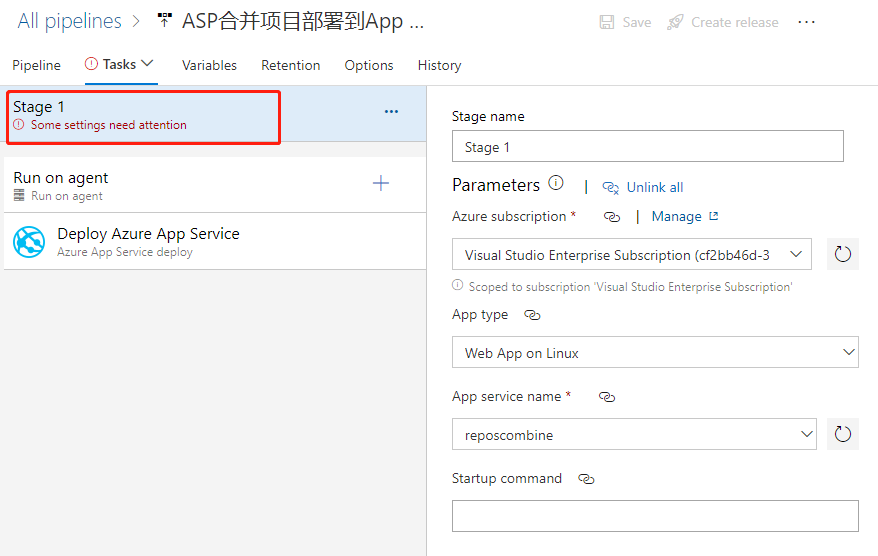 All pipelines > ASP合并项目部署到App ...
Save Create release ...
Pipeline Tasks Variables Retention Options History
Stage 1
Some settings need attention
...
Run on agent
Run on agent
Deploy Azure App Service
Azure App Service deploy
Stage name
Stage 1
Parameters | Unlink all
Azure subscription * | Manage
Visual Studio Enterprise Subscription (cf2bb46d-3
Scoped to subscription 'Visual Studio Enterprise Subscription'
App type
Web App on Linux
App service name *
reposcombine
Startup command